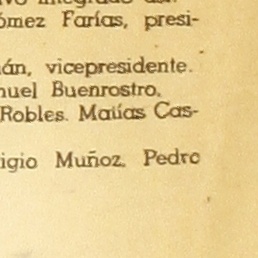 ómez Farías, presi-
án, vicepresidente.
nuel Buenrostro,
Robles. Matías Cas-
igio Muñoz. Pedro